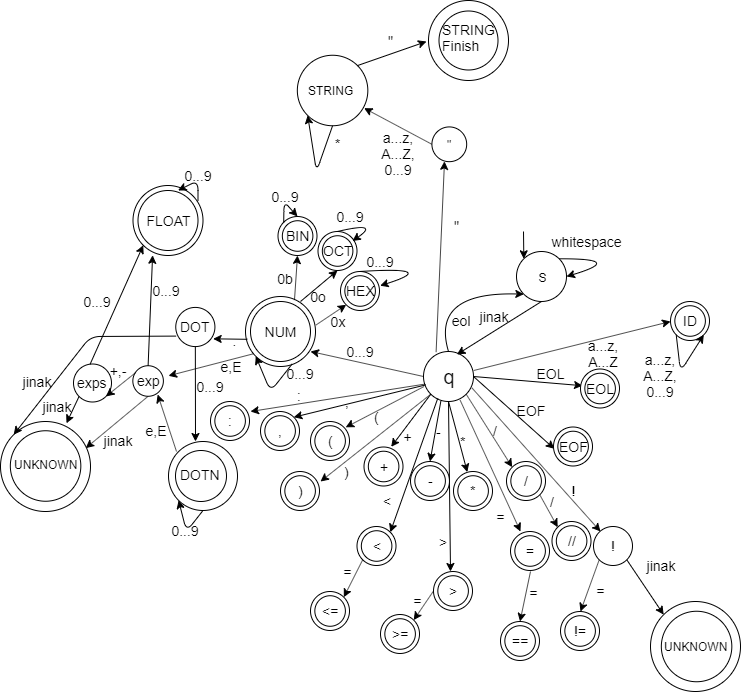 STRING
Finish
"
STRING
*
a...z,
A...Z,
0...9
"
"
0...9
FLOAT
0...9
BIN
0...9
OCT
0...9
HEX
0b
0o
0x
whitespace
s
eol
jinak
0...9
0...9
DOT
:
NUM
0...9
0...9
ID
a...z,
A...Z
a...z,
A...Z,
0...9
q
EOL
EOL
EOF
EOF
exps
+,-
exp
e,E
jinak
jinak
jinak
0...9
e,E
UNKNOWN
DOTN
0...9
:
:
,
,
(
(
)
)
+
+
-
-
*
*
/
/
/
//
!
!
<
<
=
<=
>
>
=
>=
=
=
=
==
=
!=
jinak
UNKNOWN